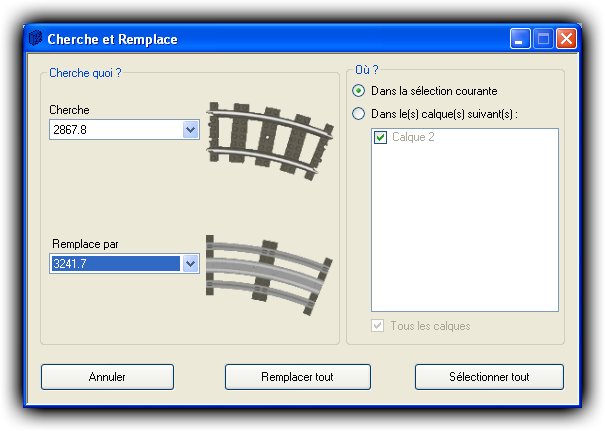 Cherche et Remplace
Cherche quoi ?
Cherche
2867.8
Remplace par
3241.7
Où ?
Dans la sélection courante
Dans le(s) calque(s) suivant(s) :
Calque 2
Tous les calques
Annuler
Remplacer tout
Sélectionner tout